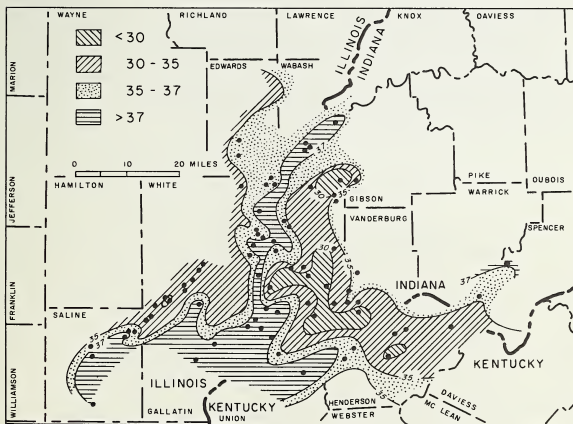 WAYNE RICHLAND LAWRENCE KNOX DAVIESS
<30
30 - 35
35 - 37
>37
EDWARDS WABASH
ILLINOIS
INDIANA
MARION
0 10 20 MILES
HAMILTON WHITE
JEFFERSON
PIKE DUBOIS
WARRICK
GIBSON
VANDERBURG
SPENCER
30
35
30
35
37
INDIANA
FRANKLIN
SALINE
35
37
KENTUCKY
ILLINOIS
35
35
WILLIAMSON
GALLATIN
KENTUCKY
UNION
HENDERSON
WEBSTER
DAVIESS
MC LEAN